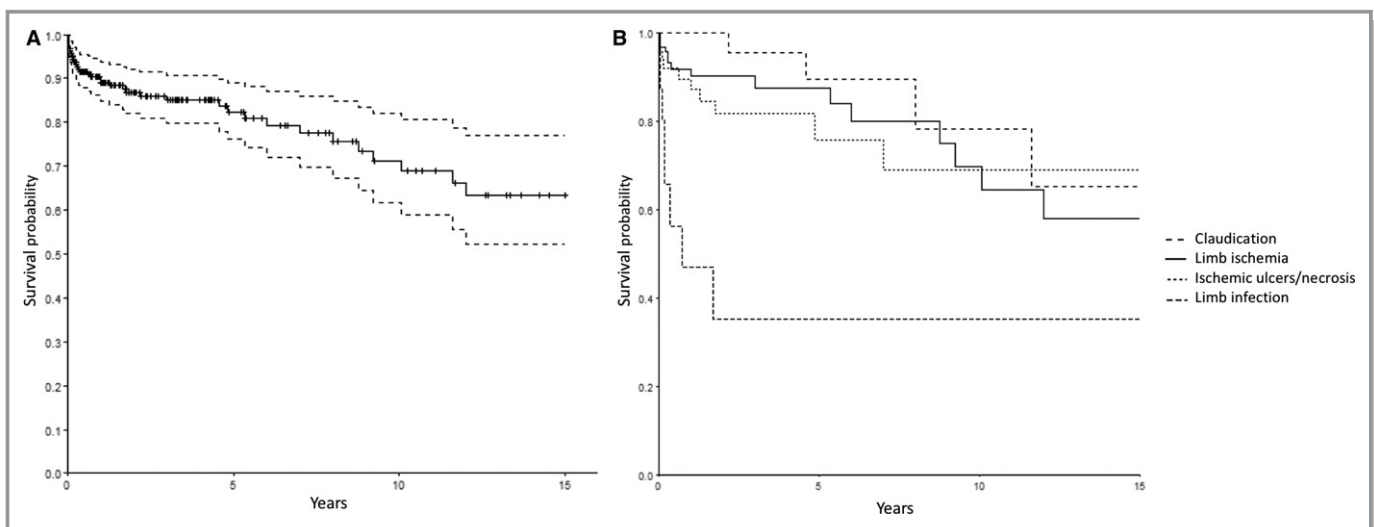 A
Survival probability
1.0
0.9
0.8
0.7
0.6
0.5
0.4
0.3
0.2
0.1
0.0
0
5
10
15
Years
B
Survival probability
1.0
0.8
0.6
0.4
0.2
0.0
0
5
10
15
Years
Claudication
Limb ischemia
Ischemic ulcers/necrosis
Limb infection